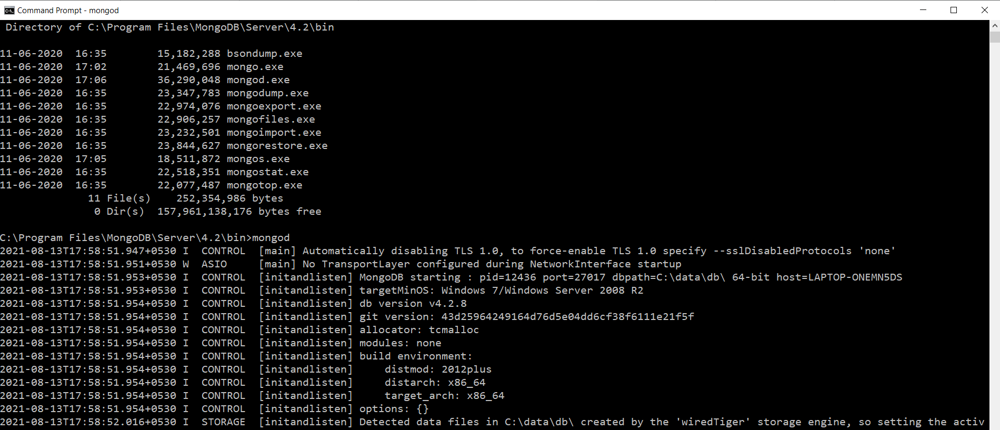 Command Prompt - mongod
Directory of C:\Program Files\MongoDB\Server\4.2\bin
11-06-2020  16:35        15,182,288 bsondump.exe
11-06-2020  17:02        21,469,696 mongo.exe
11-06-2020  17:06        36,290,048 mongod.exe
11-06-2020  16:35        23,347,783 mongodump.exe
11-06-2020  16:35        22,974,076 mongoexport.exe
11-06-2020  16:35        22,906,257 mongofiles.exe
11-06-2020  16:35        23,232,501 mongoimport.exe
11-06-2020  16:35        23,844,627 mongorestore.exe
11-06-2020  17:05        18,511,872 mongos.exe
11-06-2020  16:35        22,518,351 mongostat.exe
11-06-2020  16:35        22,077,487 mongotop.exe
11 File(s)    252,354,986 bytes
0 Dir(s)  157,961,138,176 bytes free
C:\Program Files\MongoDB\Server\4.2\bin>mongod
2021-08-13T17:58:51.947+0530 I  CONTROL  [main] Automatically disabling TLS 1.0, to force-enable TLS 1.0 specify --sslDisabledProtocols 'none'
2021-08-13T17:58:51.951+0530 W  ASIO     [main] No TransportLayer configured during NetworkInterface startup
2021-08-13T17:58:51.953+0530 I  CONTROL  [initandlisten] MongoDB starting : pid=12436 port=27017 dbpath=C:\data\db\ 64-bit host=LAPTOP-ONEMN5DS
2021-08-13T17:58:51.953+0530 I  CONTROL  [initandlisten] targetMinOS: Windows 7/Windows Server 2008 R2
2021-08-13T17:58:51.954+0530 I  CONTROL  [initandlisten] db version v4.2.8
2021-08-13T17:58:51.954+0530 I  CONTROL  [initandlisten] git version: 43d25964249164d76d5e04dd6cf38f6111e21f5f
2021-08-13T17:58:51.954+0530 I  CONTROL  [initandlisten] allocator: tcmalloc
2021-08-13T17:58:51.954+0530 I  CONTROL  [initandlisten] modules: none
2021-08-13T17:58:51.954+0530 I  CONTROL  [initandlisten] build environment:
2021-08-13T17:58:51.954+0530 I  CONTROL  [initandlisten]     distmod: 2012plus
2021-08-13T17:58:51.954+0530 I  CONTROL  [initandlisten]     distarch: x86_64
2021-08-13T17:58:51.954+0530 I  CONTROL  [initandlisten]     target_arch: x86_64
2021-08-13T17:58:51.954+0530 I  CONTROL  [initandlisten] options: {}
2021-08-13T17:58:52.016+0530 I  STORAGE  [initandlisten] Detected data files in C:\data\db\ created by the 'wiredTiger' storage engine, so setting the activ